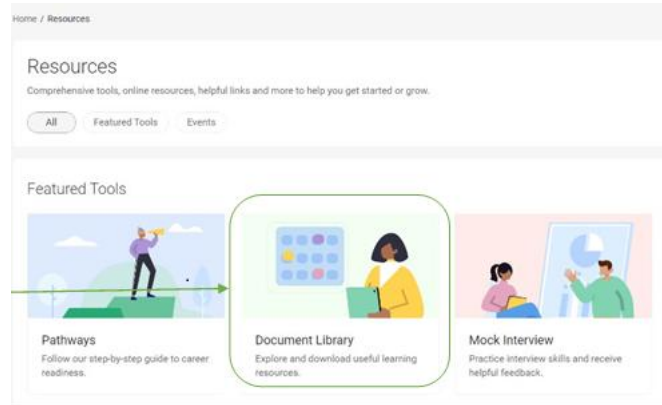 Home / Resources
Resources
Comprehensive tools, online resources, helpful links and more to help you get started or grow.
All Featured Tools Events
Featured Tools
Pathways
Follow our step-by-step guide to career
readiness.
Document Library
Explore and download useful learning
resources.
Mock Interview
Practice interview skills and receive
helpful feedback.